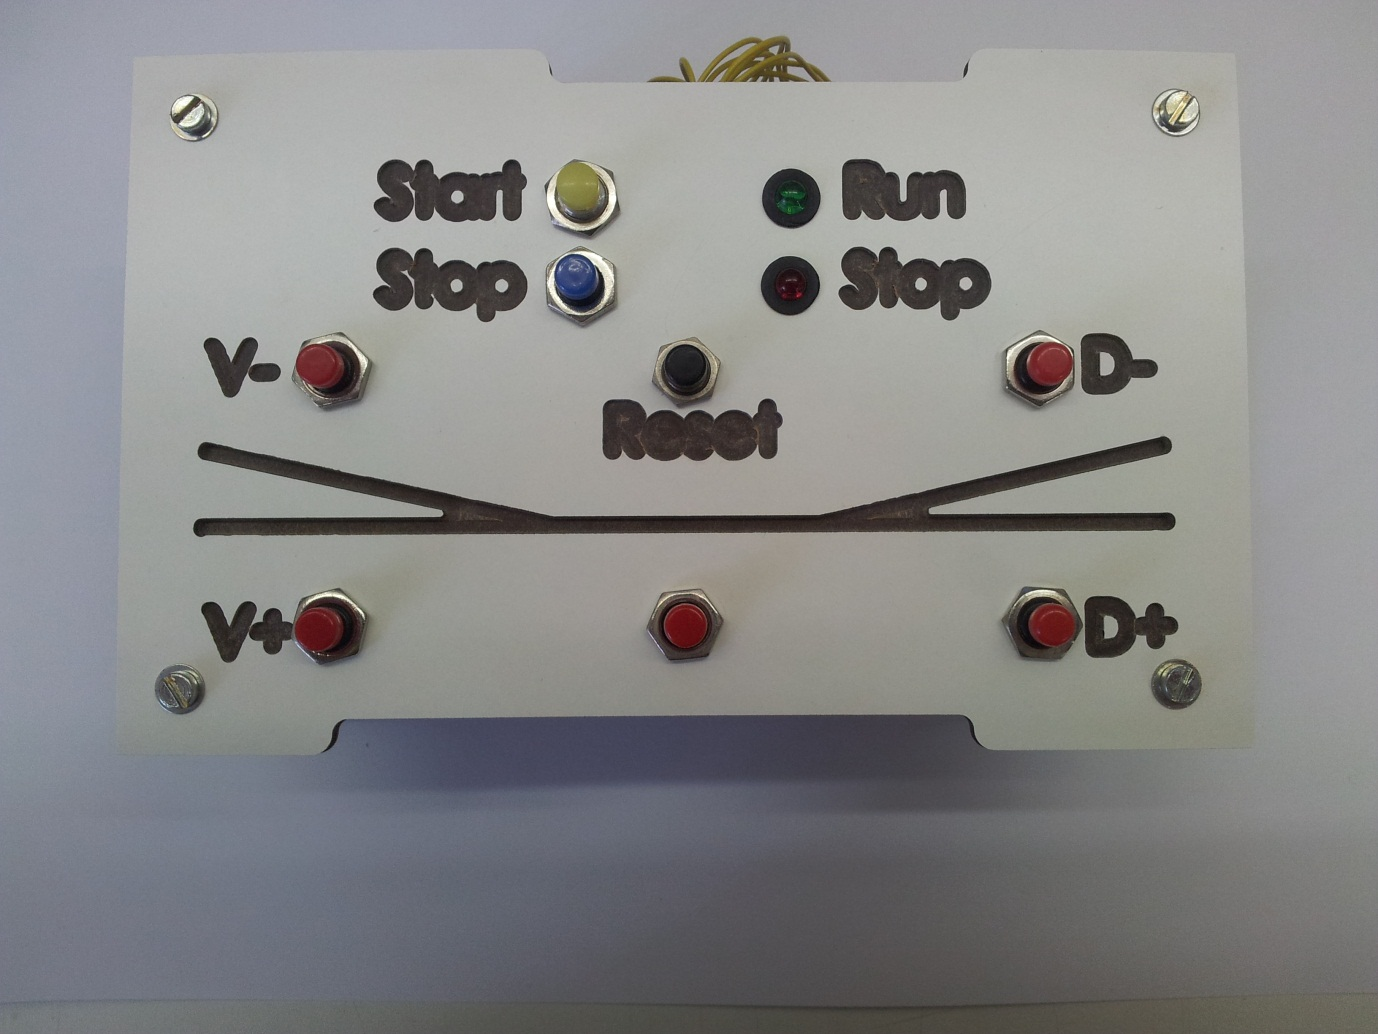 Start Run
Stop Stop
V- D-
Reset
V+ D+